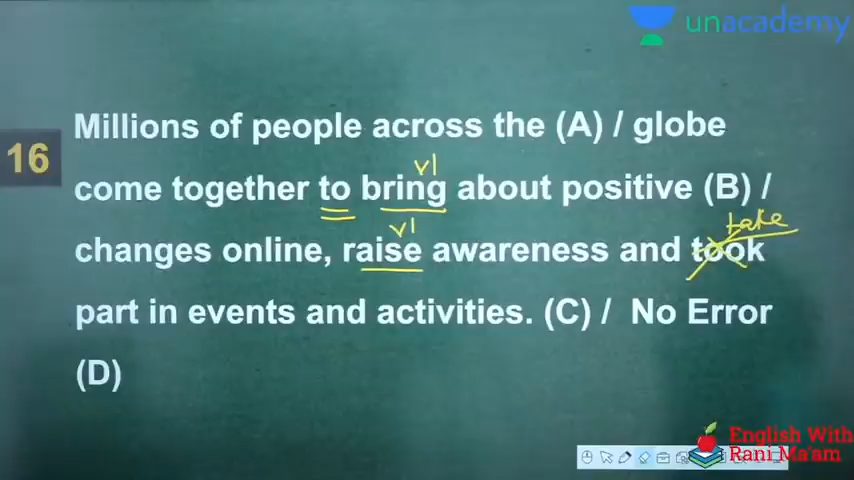 unacademy
Millions of people across the (A) / globe
16
v1
come together to bring about positive (B) /
v1
take
changes online, raise awareness and took
part in events and activities. (C) / No Error
(D)
English With
Rani Ma'am